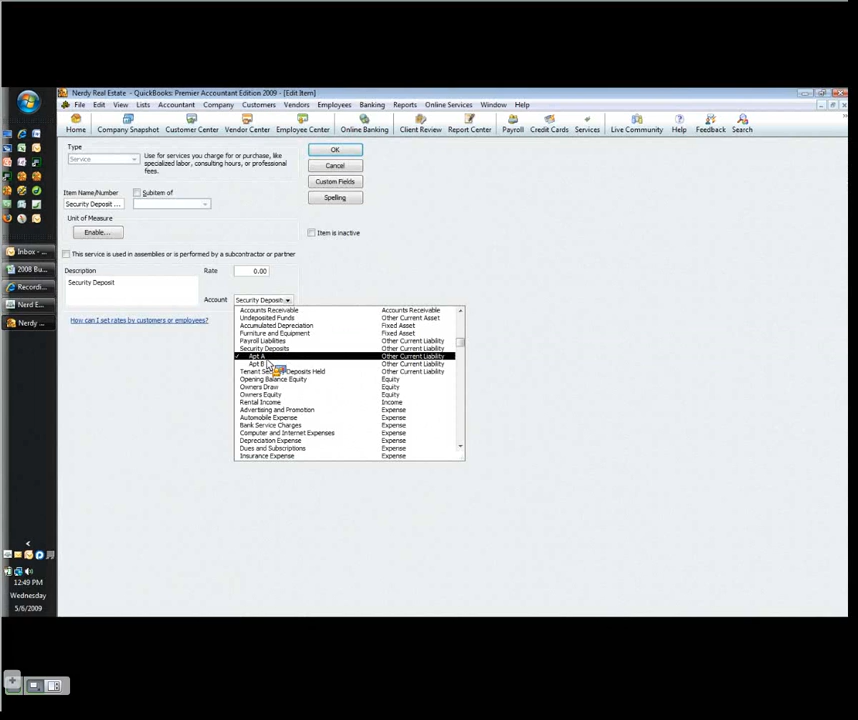 Nerdy Real Estate - QuickBooks: Premier Accountant Edition 2009 - [Edit Item]
File Edit View Lists Accountant Company Customers Vendors Employees Banking Reports Online Services Window Help
Home Company Snapshot Customer Center Vendor Center Employee Center Online Banking Client Review Report Center Payroll Credit Cards Services Live Community Help Feedback Search
Type
Service
Use for services you charge for or purchase, like
specialized labor, consulting hours, or professional
fees.
OK
Cancel
Custom Fields
Spelling
Item Name/Number
Subitem of
Security Deposit ...
Unit of Measure
Enable...
Item is inactive
This service is used in assemblies or is performed by a subcontractor or partner
Description
Rate
0.00
Security Deposit
Account
Security Deposit
How can I set rates by customers or employees?
Accounts Receivable Accounts Receivable
Undeposited Funds Other Current Asset
Accumulated Depreciation Fixed Asset
Furniture and Equipment Fixed Asset
Payroll Liabilities Other Current Liability
Security Deposits Other Current Liability
Apt A Other Current Liability
Apt B Other Current Liability
Tenant Deposits Held Other Current Liability
Opening Balance Equity Equity
Owners Draw Equity
Owners Equity Equity
Rental Income Income
Advertising and Promotion Expense
Automobile Expense Expense
Bank Service Charges Expense
Computer and Internet Expenses Expense
Depreciation Expense Expense
Dues and Subscriptions Expense
Insurance Expense Expense
Inbox - ...
2008 Bu...
Recordi...
Nerd E...
Nerdy ...
12:49 PM
Wednesday
5/6/2009